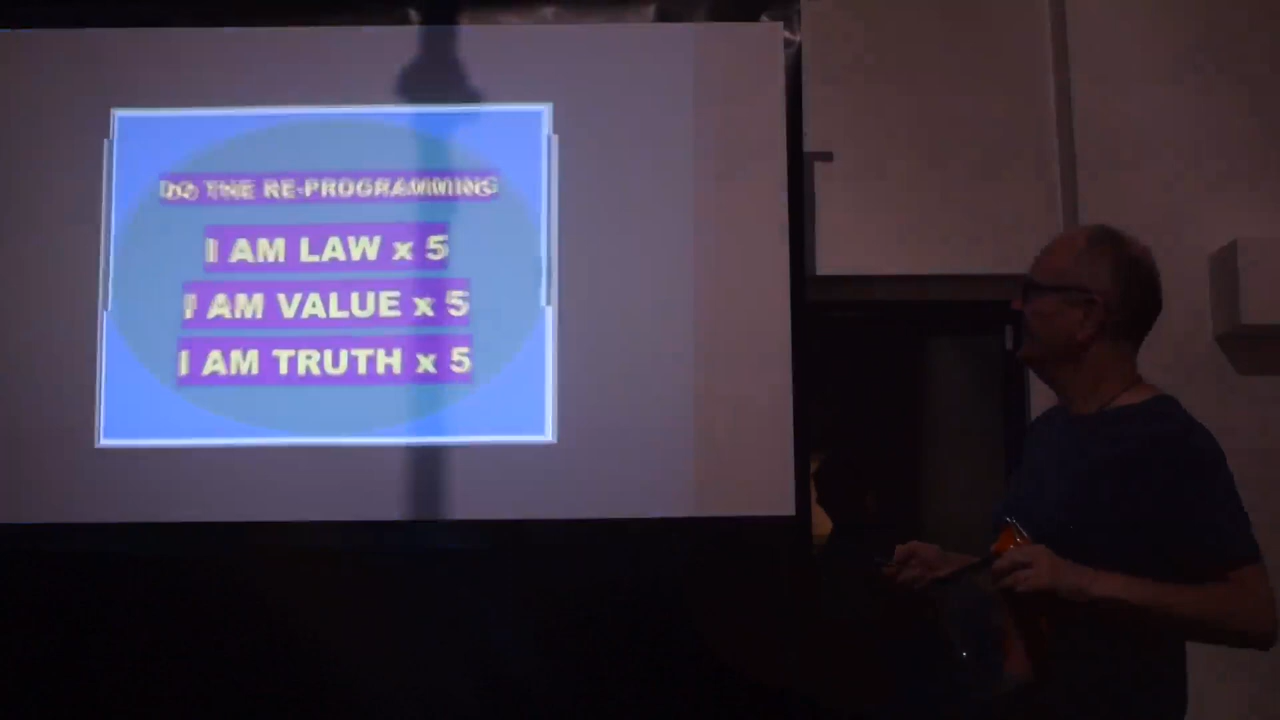 DO THE RE-PROGRAMMING
I AM LAW x 5
I AM VALUE x 5
I AM TRUTH x 5